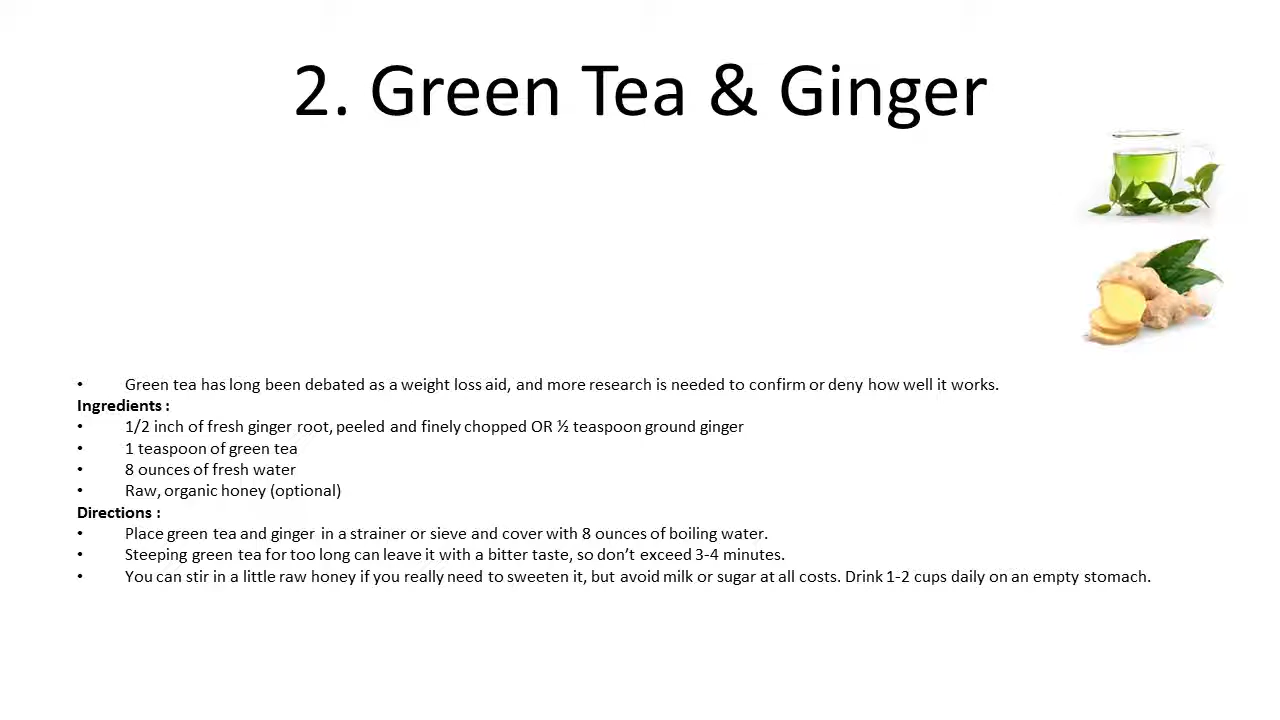 2. Green Tea & Ginger
• Green tea has long been debated as a weight loss aid, and more research is needed to confirm or deny how well it works.
Ingredients :
• 1/2 inch of fresh ginger root, peeled and finely chopped OR ½ teaspoon ground ginger
• 1 teaspoon of green tea
• 8 ounces of fresh water
• Raw, organic honey (optional)
Directions :
• Place green tea and ginger in a strainer or sieve and cover with 8 ounces of boiling water.
• Steeping green tea for too long can leave it with a bitter taste, so don’t exceed 3-4 minutes.
• You can stir in a little raw honey if you really need to sweeten it, but avoid milk or sugar at all costs. Drink 1-2 cups daily on an empty stomach.